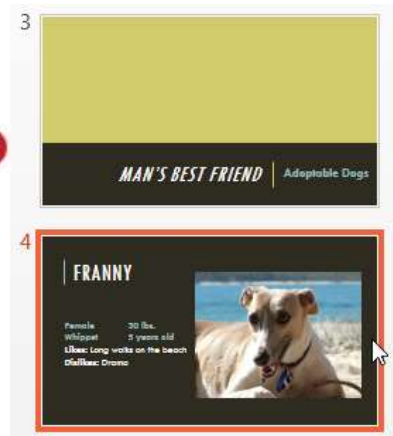 3
MAN'S BEST FRIEND Adoptable Dogs
4
FRANNY
Female 30 lbs.
Whippet 5 years old
Likes: Long walks on the beach
Dislikes: Drama